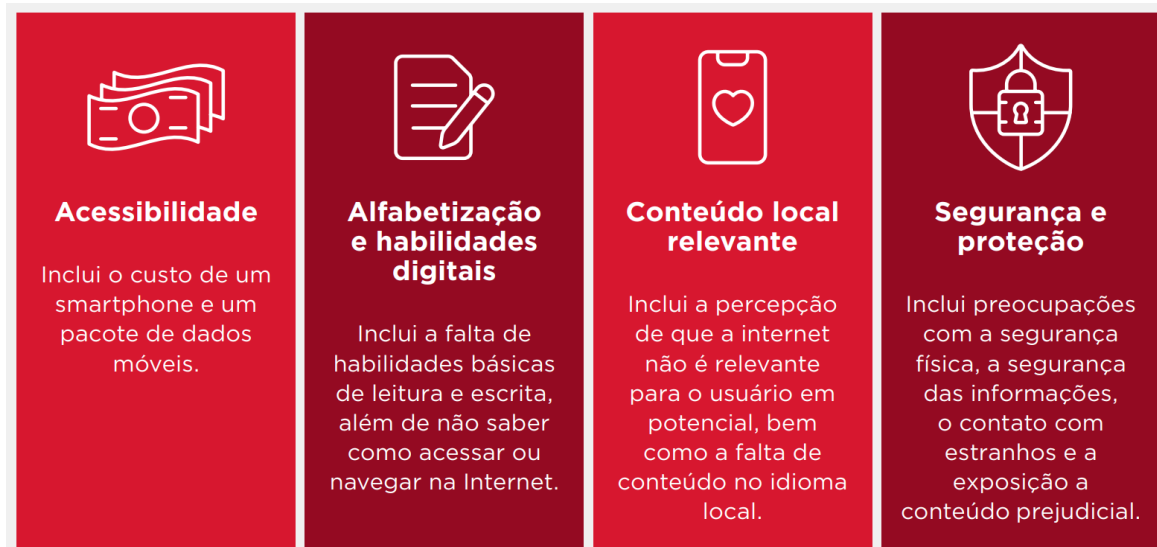 Acessibilidade
Inclui o custo de um
smartphone e um
pacote de dados
móveis.
Alfabetização
e habilidades
digitais
Inclui a falta de
habilidades básicas
de leitura e escrita,
além de não saber
como acessar ou
navegar na Internet.
Conteúdo local
relevante
Inclui a percepção
de que a internet
não é relevante
para o usuário em
potencial, bem
como a falta de
conteúdo no idioma
local.
Segurança e
proteção
Inclui preocupações
com a segurança
física, a segurança
das informações,
o contato com
estranhos e a
exposição a
conteúdo prejudicial.